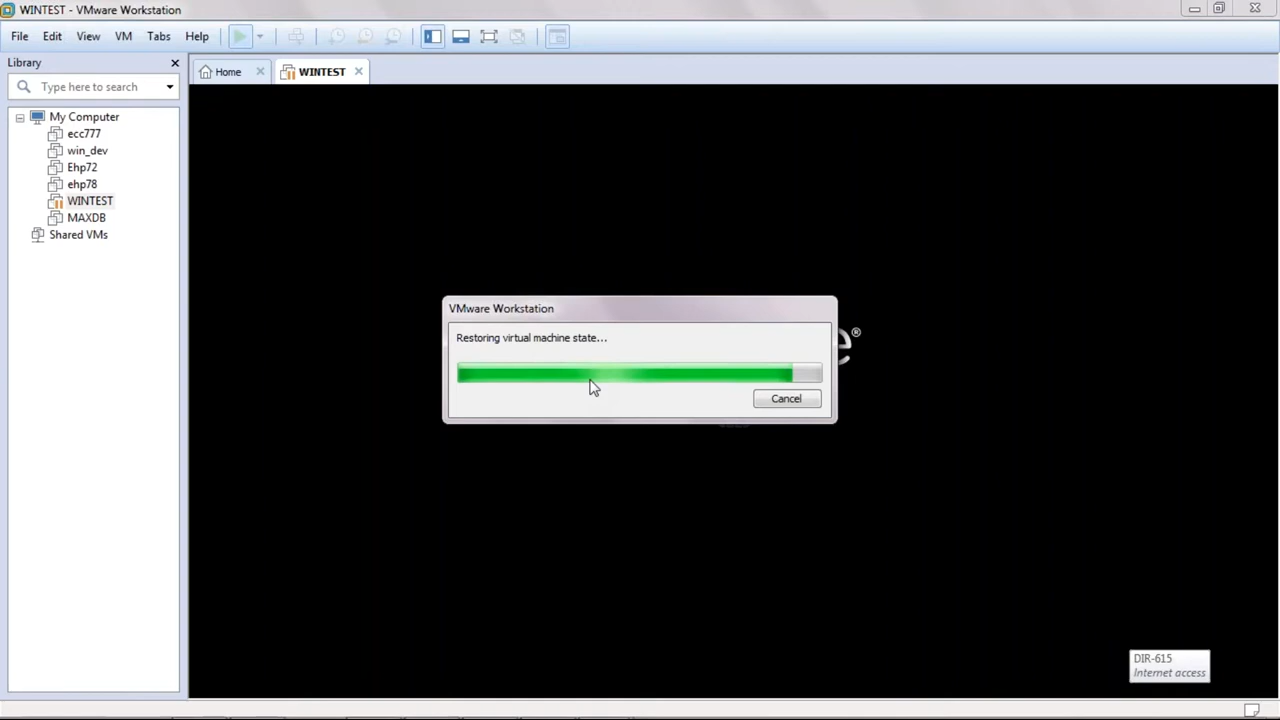 WINTEST - VMware Workstation
File Edit View VM Tabs Help
Library
Home
WINTEST
Type here to search
My Computer
ecc777
win_dev
Ehp72
ehp78
WINTEST
MAXDB
Shared VMs
VMware Workstation
Restoring virtual machine state...
Cancel
e®
DIR-615
Internet access